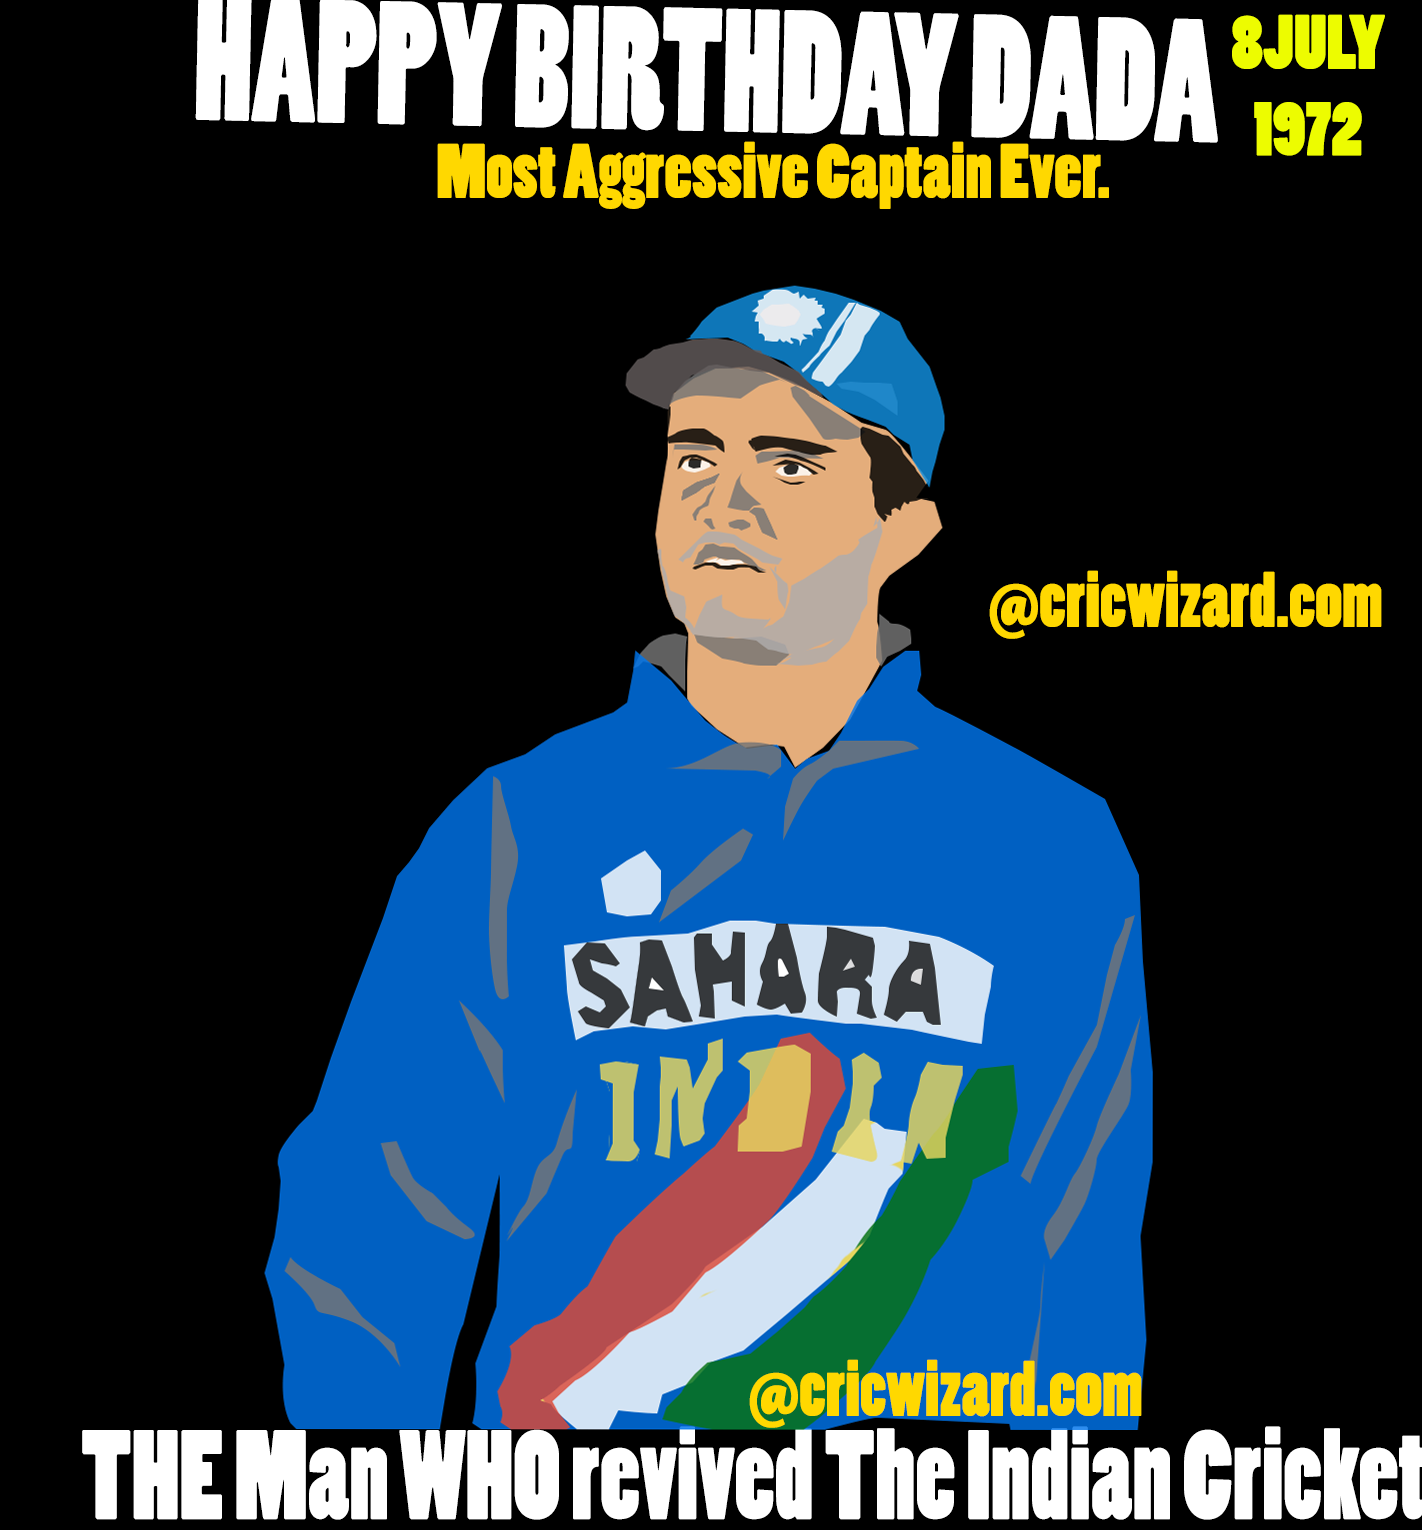 HAPPY BIRTHDAY DADA
8JULY
1972
Most Aggressive Captain Ever.
@cricwizard.com
SAHARA
INDIA
@cricwizard.com
THE Man WHO revived The Indian Cricket